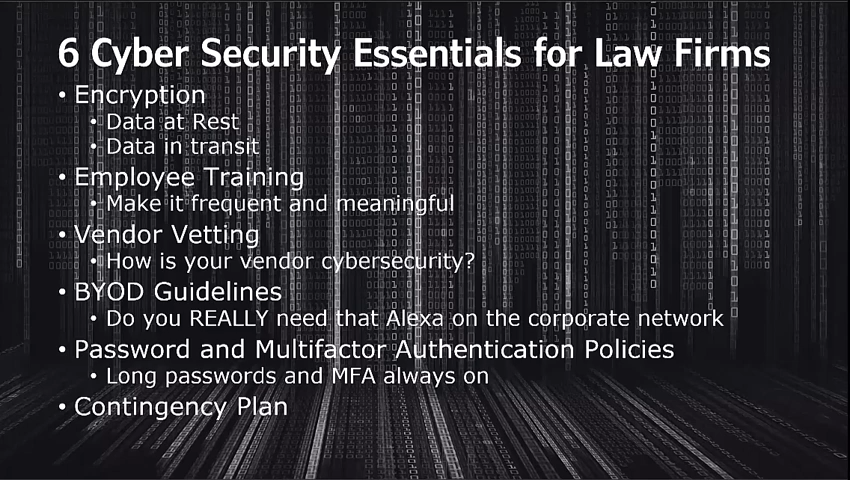 6 Cyber Security Essentials for Law Firms
• Encryption
• Data at Rest
• Data in transit
• Employee Training
• Make it frequent and meaningful
• Vendor Vetting
• How is your vendor cybersecurity?
• BYOD Guidelines
• Do you REALLY need that Alexa on the corporate network
• Password and Multifactor Authentication Policies
• Long passwords and MFA always on
• Contingency Plan